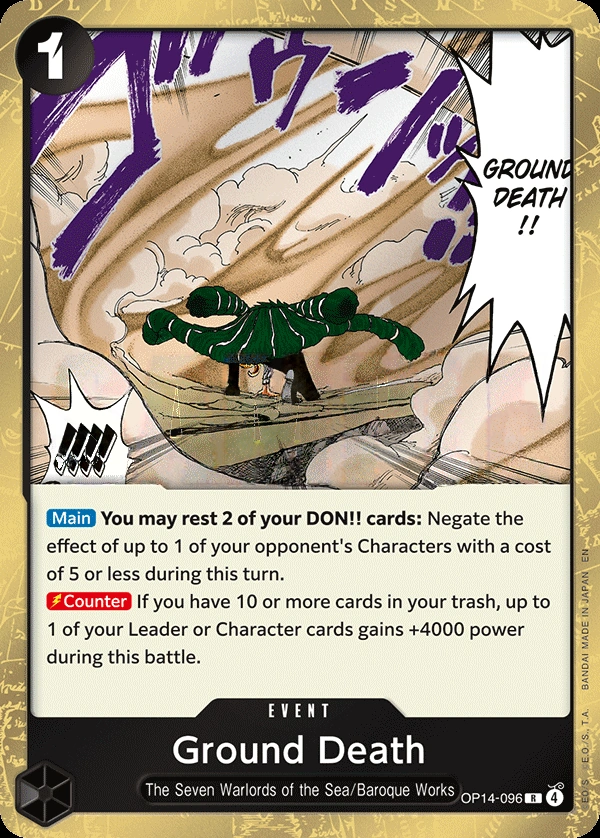 1
グウーッ
GROUND
DEATH
!!
!!!!
Main You may rest 2 of your DON!! cards: Negate the
effect of up to 1 of your opponent's Characters with a cost
of 5 or less during this turn.
Counter If you have 10 or more cards in your trash, up to
1 of your Leader or Character cards gains +4000 power
during this battle.
EVENT
Ground Death
The Seven Warlords of the Sea/Baroque Works
OP14-096 R 4
BANDAI MADE IN JAPAN EN